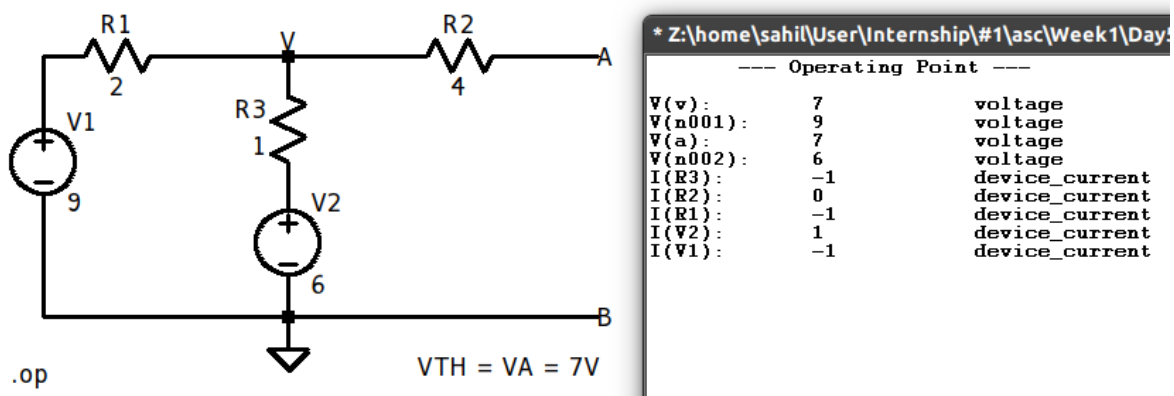 R1
2
V
R2
4
A
R3
1
V1
9
V2
6
B
.op
VTH = VA = 7V
* Z:\home\sahil\User\Internship\#1\asc\Week1\Day5
--- Operating Point ---
V(v): 7 voltage
V(n001): 9 voltage
V(a): 7 voltage
V(n002): 6 voltage
I(R3): -1 device_current
I(R2): 0 device_current
I(R1): -1 device_current
I(V2): 1 device_current
I(V1): -1 device_current